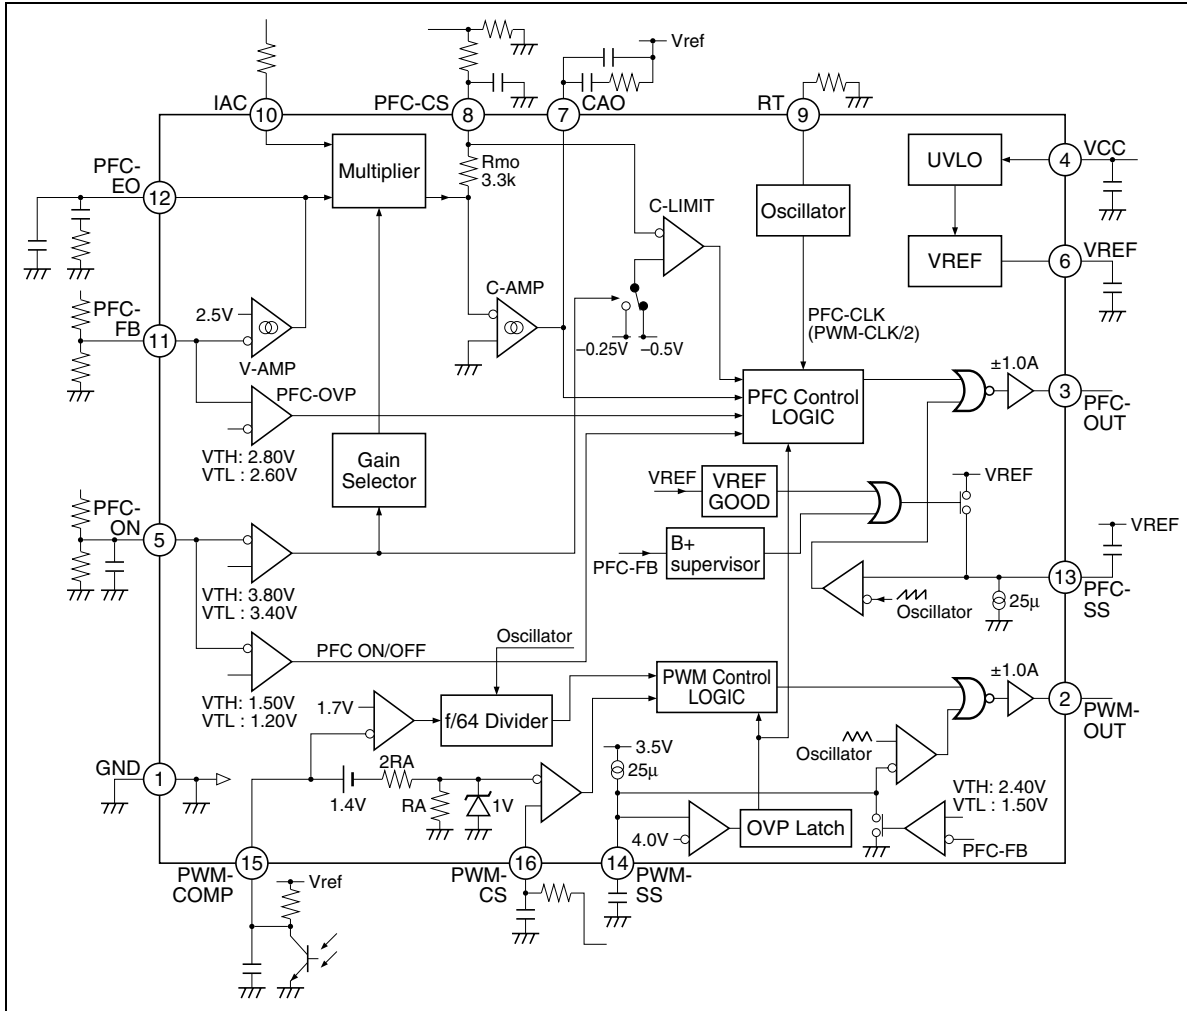 Vref
IAC
PFC-CS
CAO
RT
10
8
7
9
PFC-
EO
12
Multiplier
Rmo
3.3k
C-LIMIT
Oscillator
UVLO
4
VCC
VREF
6
VREF
PFC-
FB
11
2.5V
V-AMP
C-AMP
–0.25V
–0.5V
PFC-CLK
(PWM-CLK/2)
PFC-OVP
VTH: 2.80V
VTL : 2.60V
PFC Control
LOGIC
±1.0A
3
PFC-
OUT
Gain
Selector
VREF
VREF
GOOD
VREF
VREF
PFC-
ON
5
B+
supervisor
PFC-FB
VTH: 3.80V
VTL : 3.40V
Oscillator
25μ
13
PFC-
SS
PFC ON/OFF
Oscillator
VTH: 1.50V
VTL : 1.20V
PWM Control
LOGIC
±1.0A
2
PWM-
OUT
1.7V
f/64 Divider
Oscillator
3.5V
25μ
GND
1
2RA
1.4V
RA
1V
4.0V
OVP Latch
VTH: 2.40V
VTL : 1.50V
PFC-FB
15
PWM-
COMP
16
PWM-
CS
14
PWM-
SS
Vref